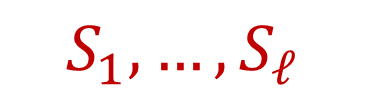 S₁, … , Sℓ